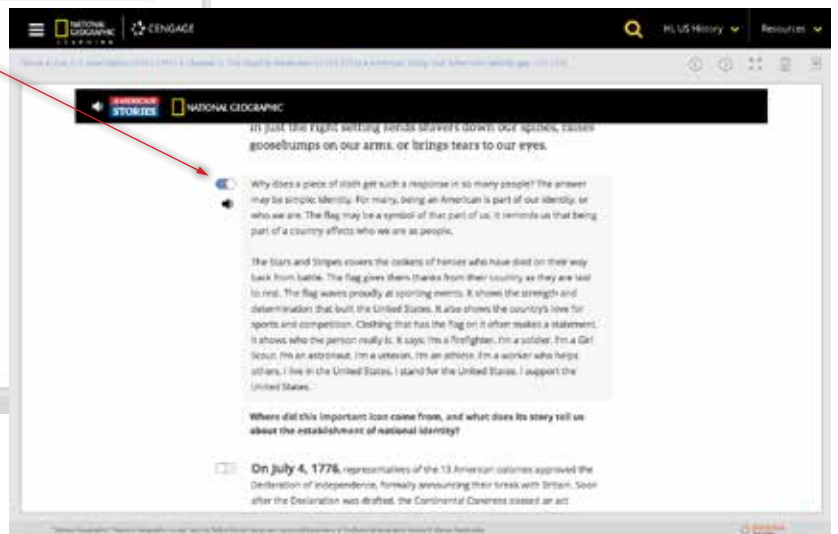 NATIONAL
GEOGRAPHIC
LEARNING
CENGAGE
Hi, US History
Resources
AMERICAN
STORIES
NATIONAL GEOGRAPHIC
in just the right setting sends shivers down our spines, raises
goosebumps on our arms, or brings tears to our eyes.
Why does a piece of cloth get such a response in so many people? The answer
may be simple: identity. For many, being an American is part of our identity, or
who we are. The flag may be a symbol of that part of us. It reminds us that being
part of a country affects who we are as people.
The Stars and Stripes covers the caskets of heroes who have died on their way
back from battle. The flag gives them thanks from their country as they are laid
to rest. The flag waves proudly at sporting events. It shows the strength and
determination that built the United States. It also shows the country's love for
sports and competition. Clothing that has the flag on it often makes a statement.
It shows who the person really is. It says: I'm a firefighter. I'm a soldier. I'm a Girl
Scout. I'm an astronaut. I'm a veteran. I'm an athlete. I'm a worker who helps
others. I live in the United States. I stand for the United States. I support the
United States.
Where did this important icon come from, and what does its story tell us
about the establishment of national identity?
On July 4, 1776, representatives of the 13 American colonies approved the
Declaration of Independence, formally announcing their break with Britain. Soon
after the Declaration was drafted, the Continental Congress passed an act